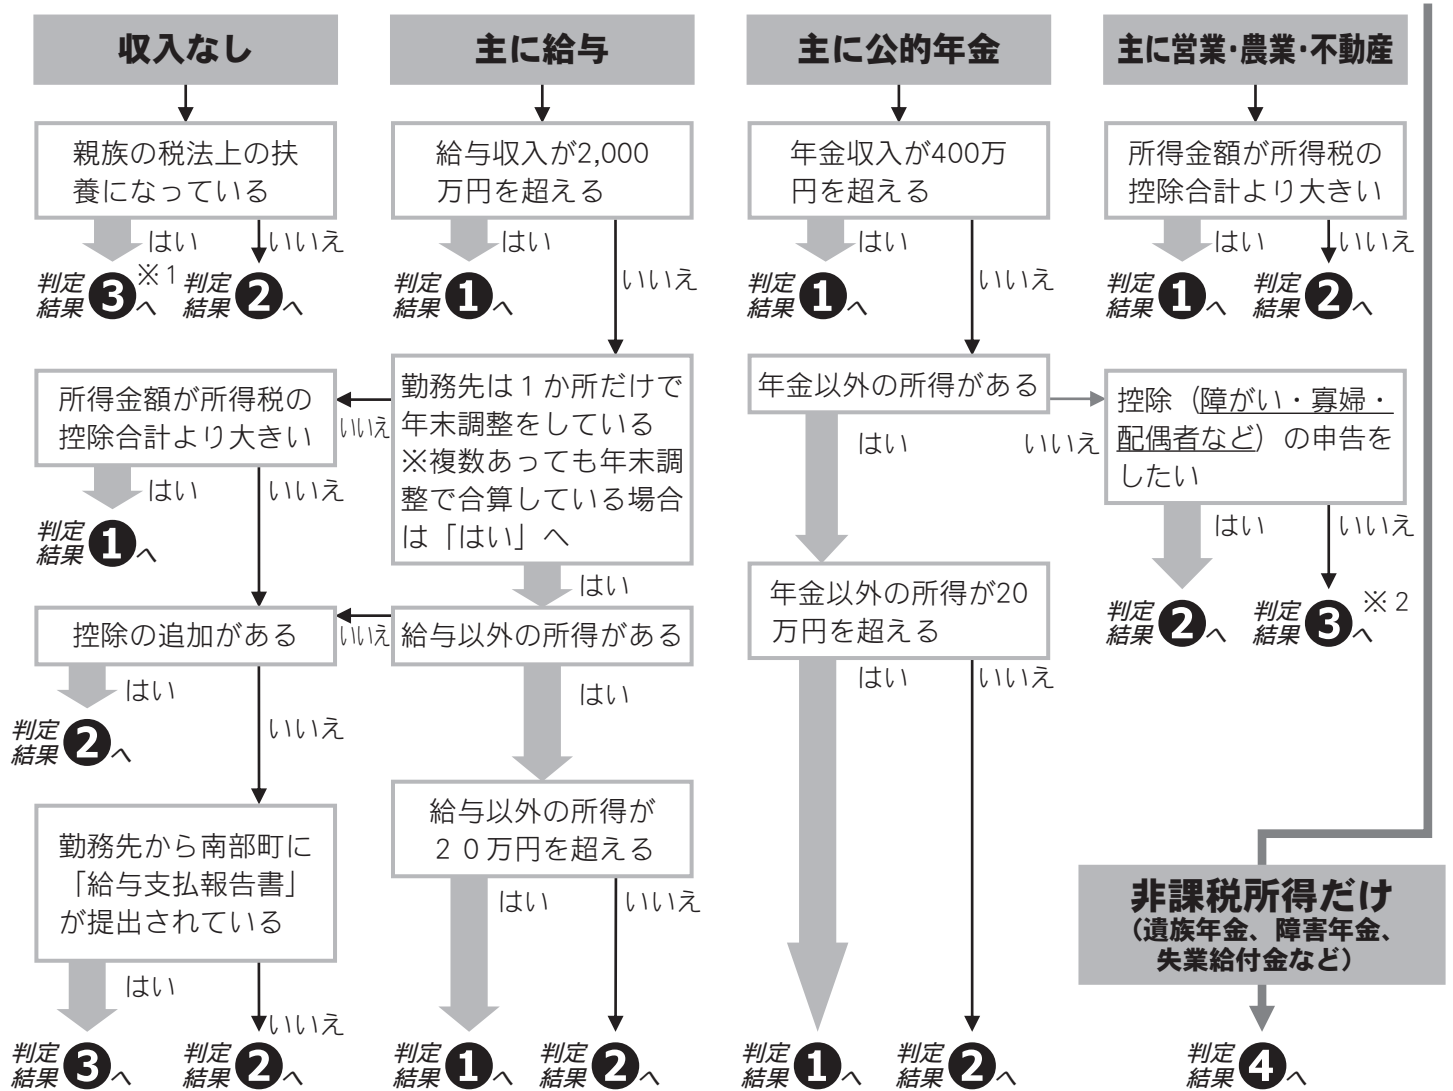 収入なし
親族の税法上の扶
養になっている
はい
いいえ
判定
結果 3 へ
※1
判定
結果 2 へ
主に給与
給与収入が2,000
万円を超える
はい
いいえ
判定
結果 1 へ
勤務先は1か所だけで
年末調整をしている
※複数あっても年末調
整で合算している場合
は「はい」へ
いいえ
はい
所得金額が所得税の
控除合計より大きい
はい
いいえ
判定
結果 1 へ
給与以外の所得がある
いいえ
はい
控除の追加がある
はい
いいえ
判定
結果 2 へ
勤務先から南部町に
「給与支払報告書」
が提出されている
はい
いいえ
判定
結果 3 へ
判定
結果 2 へ
給与以外の所得が
20万円を超える
はい
いいえ
判定
結果 1 へ
判定
結果 2 へ
主に公的年金
年金収入が400万
円を超える
はい
いいえ
判定
結果 1 へ
年金以外の所得がある
はい
いいえ
年金以外の所得が20
万円を超える
はい
いいえ
判定
結果 1 へ
判定
結果 2 へ
主に営業・農業・不動産
所得金額が所得税の
控除合計より大きい
はい
いいえ
判定
結果 1 へ
判定
結果 2 へ
控除（障がい・寡婦・
配偶者など）の申告を
したい
はい
いいえ
判定
結果 2 へ
判定
結果 3 へ
※2
非課税所得だけ
（遺族年金、障害年金、
失業給付金など）
判定
結果 4 へ